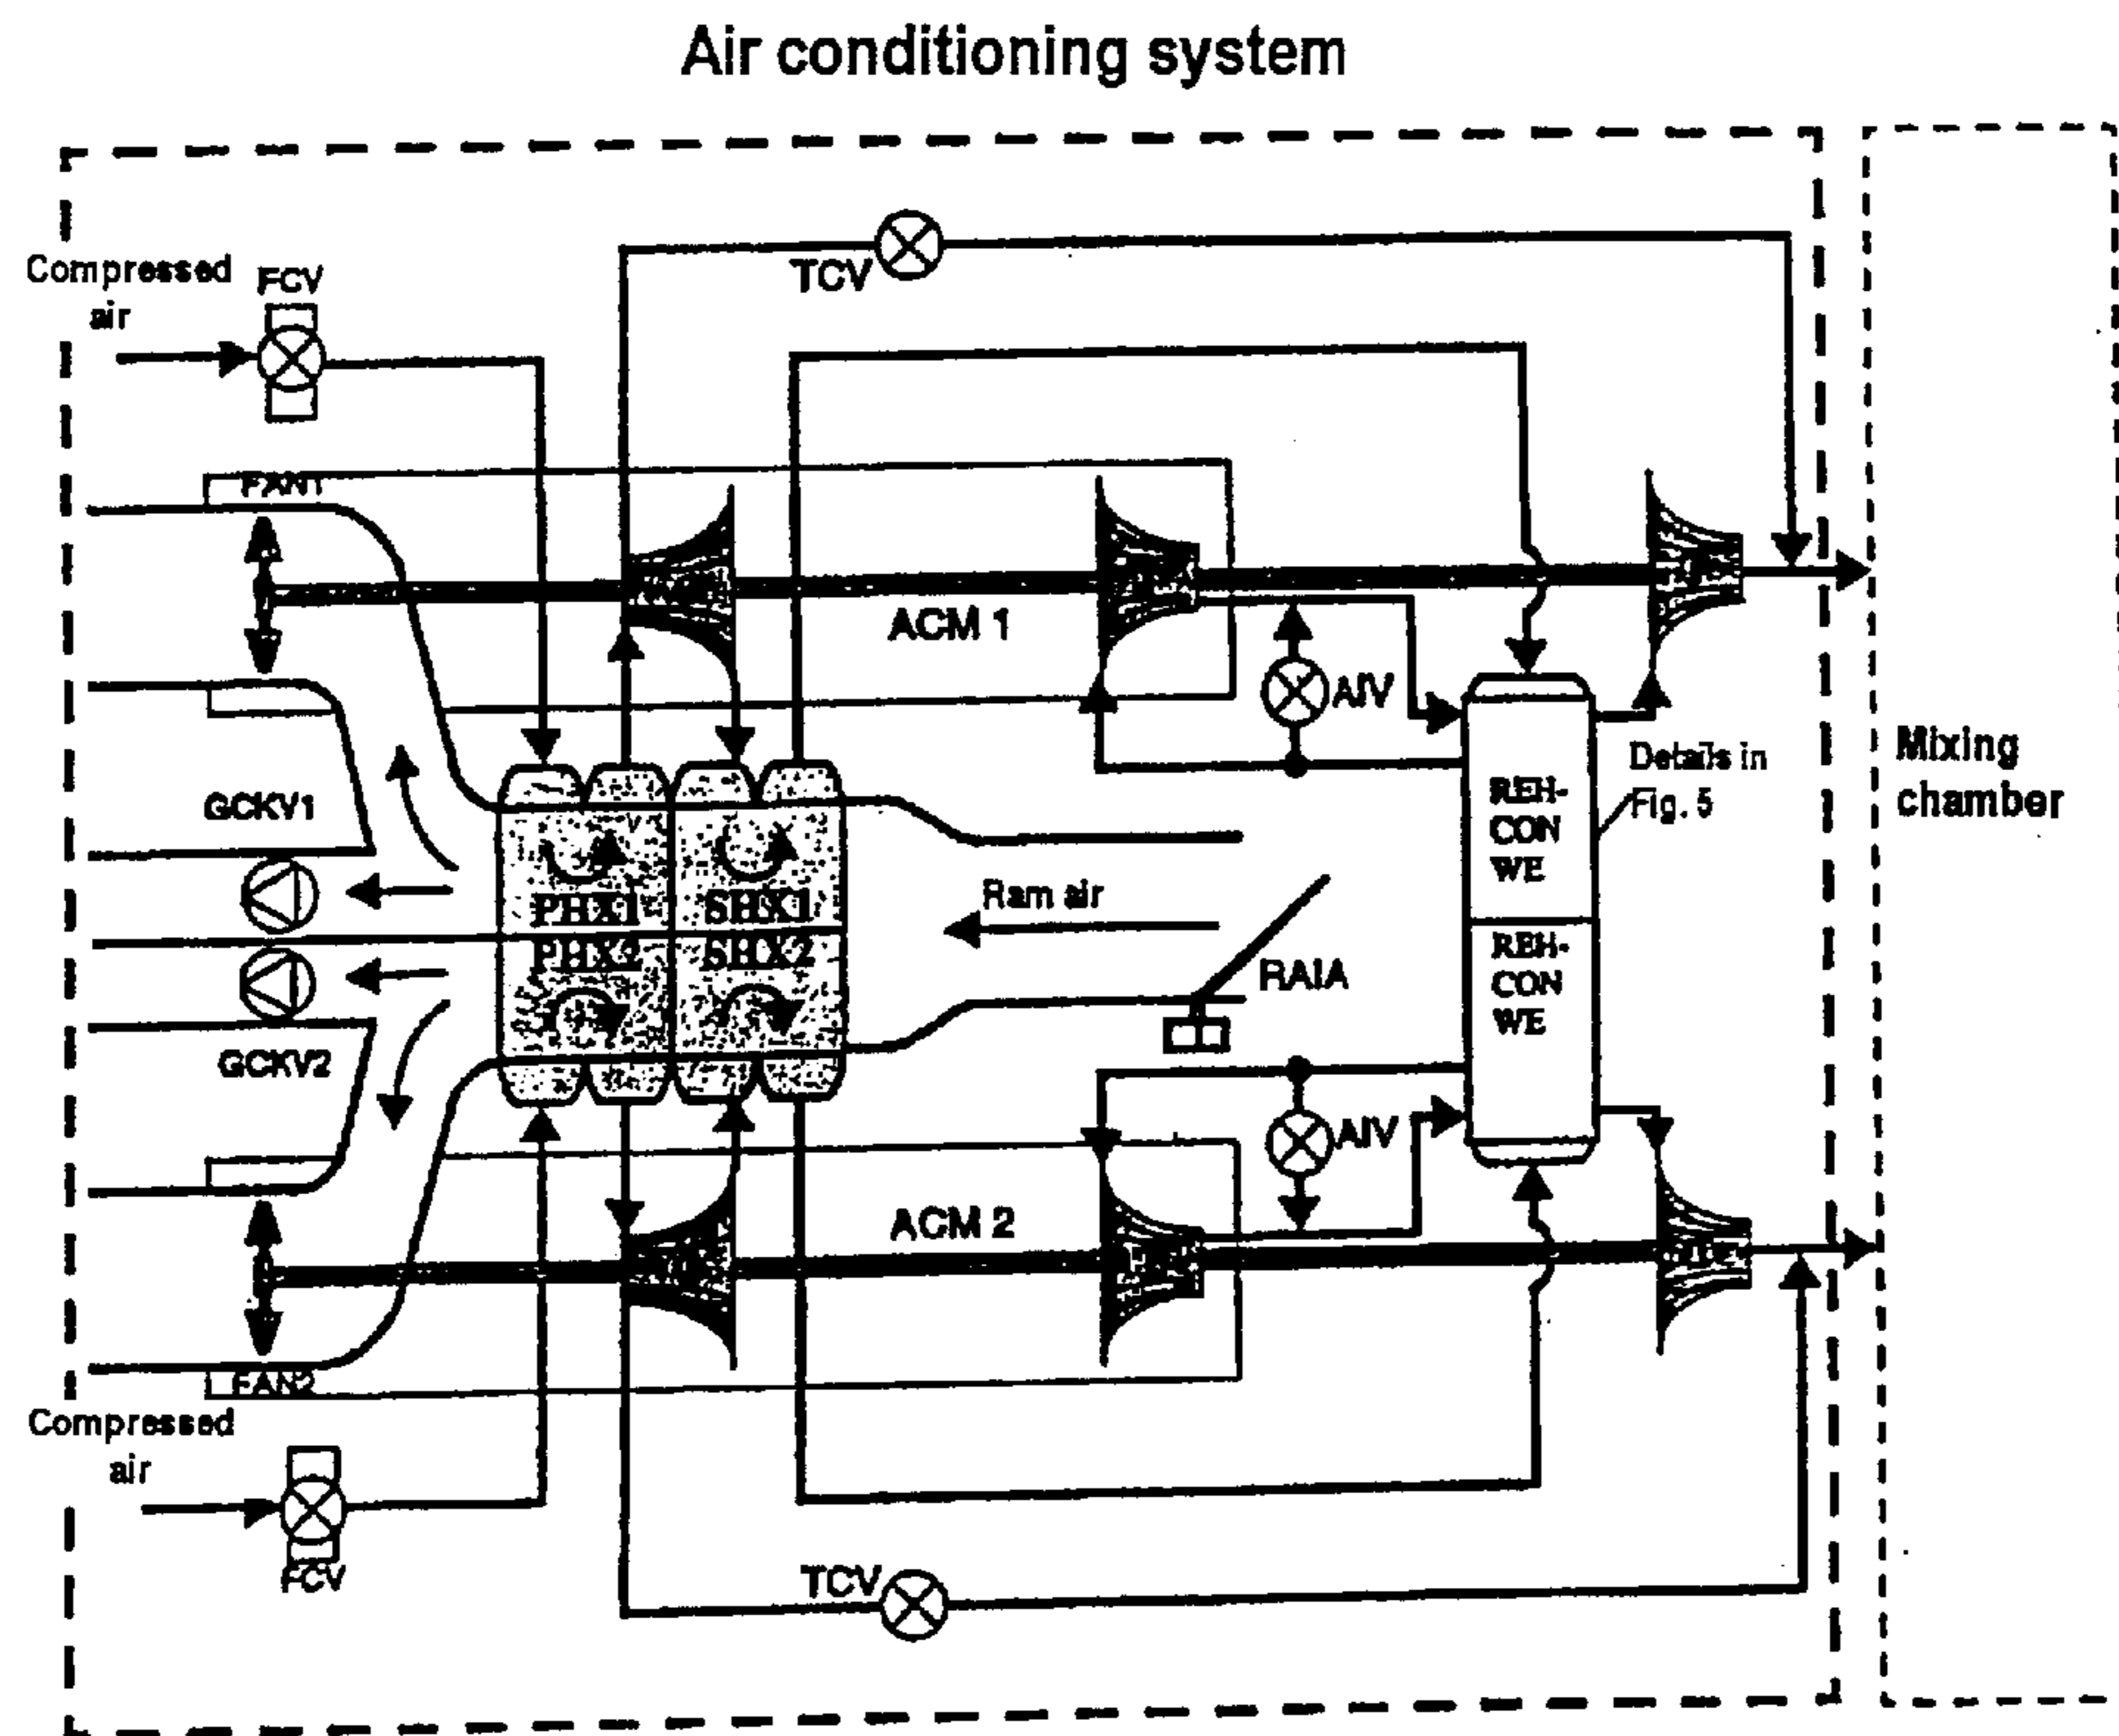 Air conditioning system
Compressed
air
FCV
TCV
FAN1
ACM 1
AIV
GCKV1
REH-
CON
WE
Details in
Fig. 5
Mixing
chamber
PHX1
SHX1
Ram air
PHX2
SHX2
RAIA
REH-
CON
WE
GCKV2
AIV
ACM 2
FAN2
Compressed
air
FCV
TCV